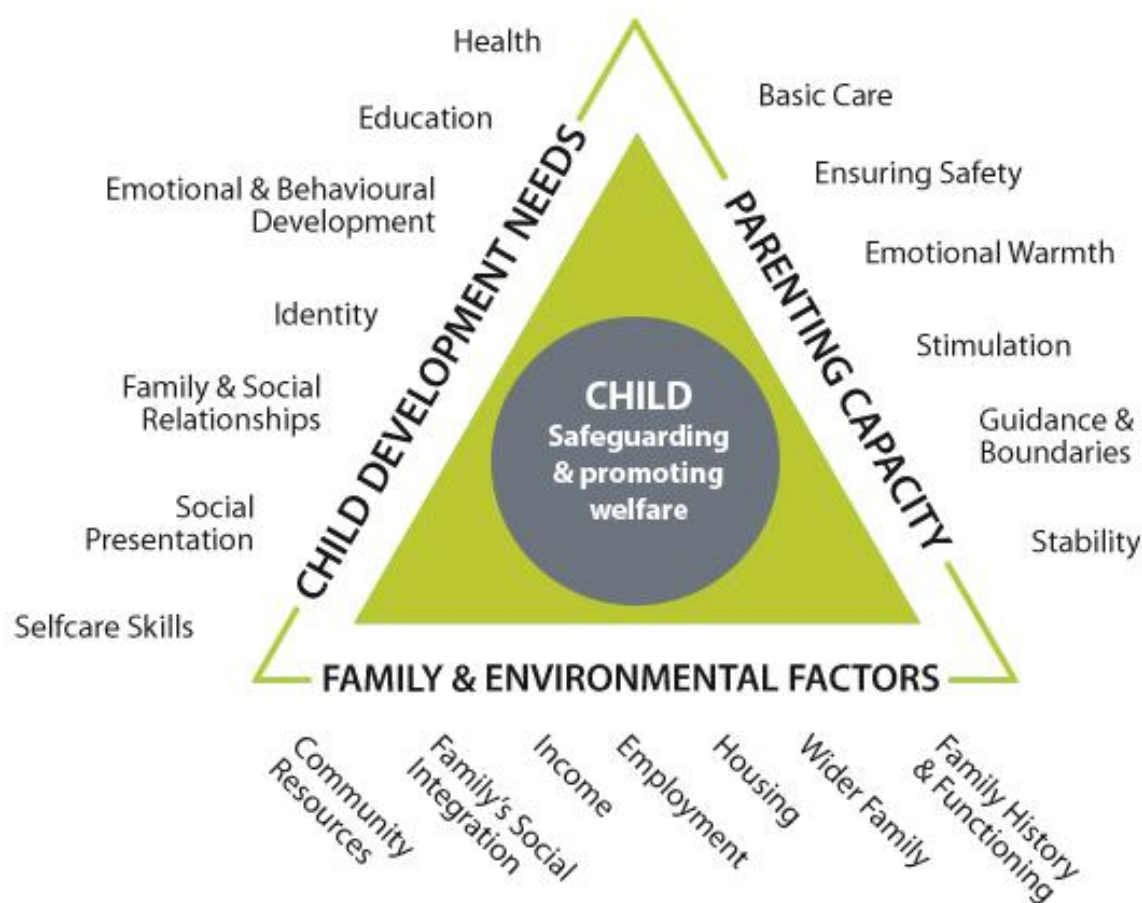 Health
Education
Emotional & Behavioural
Development
Identity
Family & Social
Relationships
Social
Presentation
Selfcare Skills
CHILD DEVELOPMENT NEEDS
Basic Care
Ensuring Safety
Emotional Warmth
Stimulation
Guidance &
Boundaries
Stability
PARENTING CAPACITY
CHILD
Safeguarding
& promoting
welfare
FAMILY & ENVIRONMENTAL FACTORS
Community
Resources
Family's Social
Integration
Income
Employment
Housing
Wider Family
Family History
& Functioning